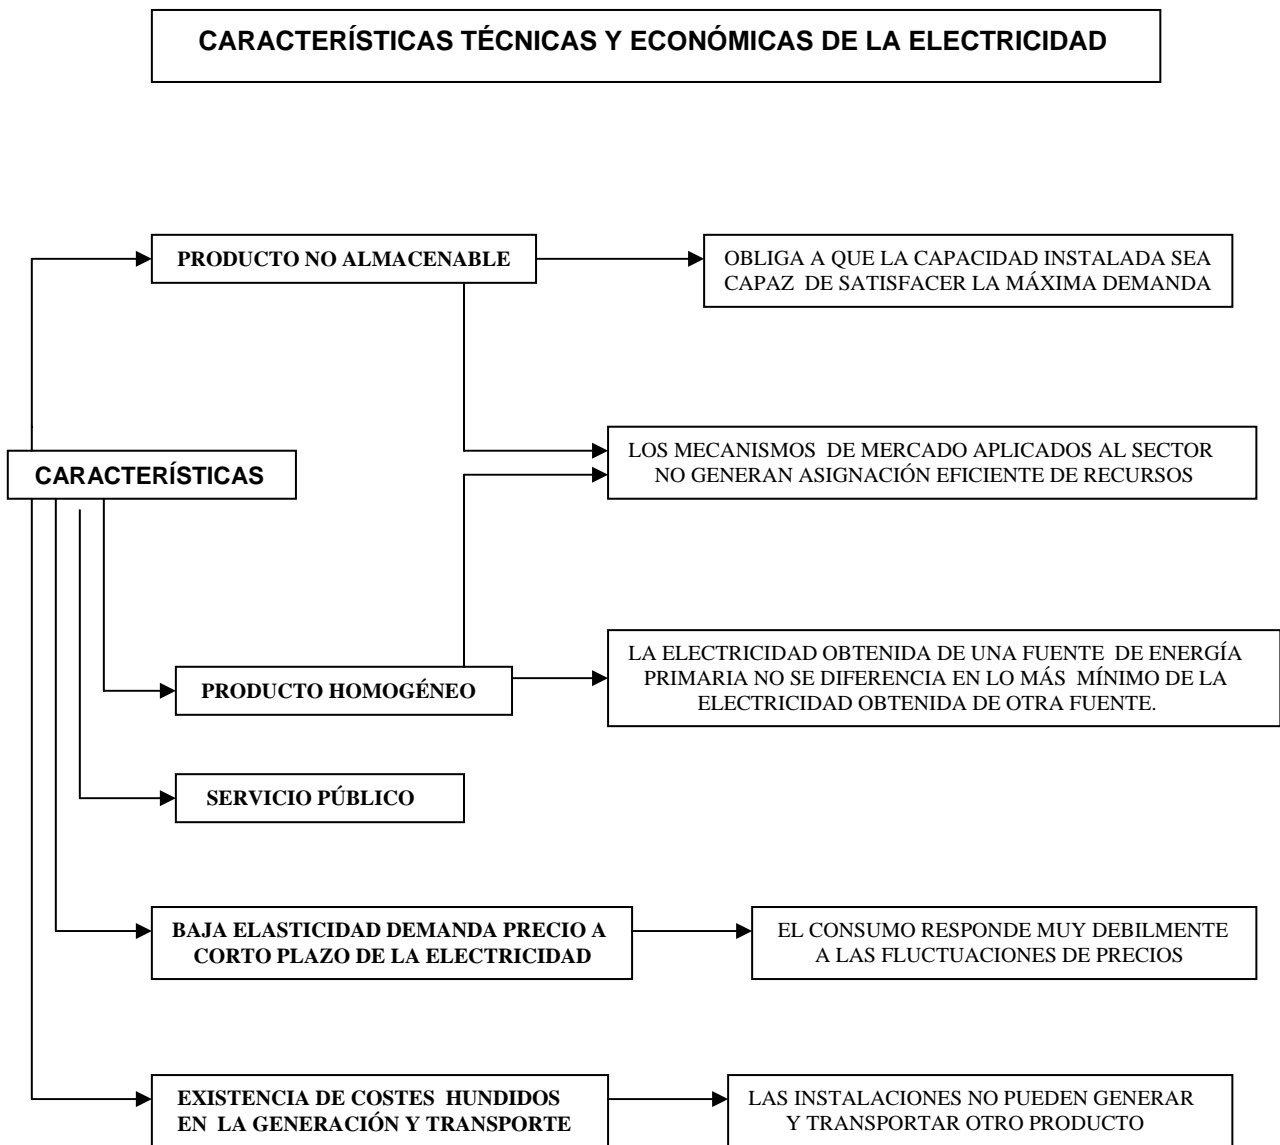 CARACTERÍSTICAS TÉCNICAS Y ECONÓMICAS DE LA ELECTRICIDAD
PRODUCTO NO ALMACENABLE
OBLIGA A QUE LA CAPACIDAD INSTALADA SEA
CAPAZ DE SATISFACER LA MÁXIMA DEMANDA
LOS MECANISMOS DE MERCADO APLICADOS AL SECTOR
NO GENERAN ASIGNACIÓN EFICIENTE DE RECURSOS
CARACTERÍSTICAS
LA ELECTRICIDAD OBTENIDA DE UNA FUENTE DE ENERGÍA
PRIMARIA NO SE DIFERENCIA EN LO MÁS MÍNIMO DE LA
ELECTRICIDAD OBTENIDA DE OTRA FUENTE.
PRODUCTO HOMOGÉNEO
SERVICIO PÚBLICO
BAJA ELASTICIDAD DEMANDA PRECIO A
CORTO PLAZO DE LA ELECTRICIDAD
EL CONSUMO RESPONDE MUY DEBILMENTE
A LAS FLUCTUACIONES DE PRECIOS
EXISTENCIA DE COSTES HUNDIDOS
EN LA GENERACIÓN Y TRANSPORTE
LAS INSTALACIONES NO PUEDEN GENERAR
Y TRANSPORTAR OTRO PRODUCTO